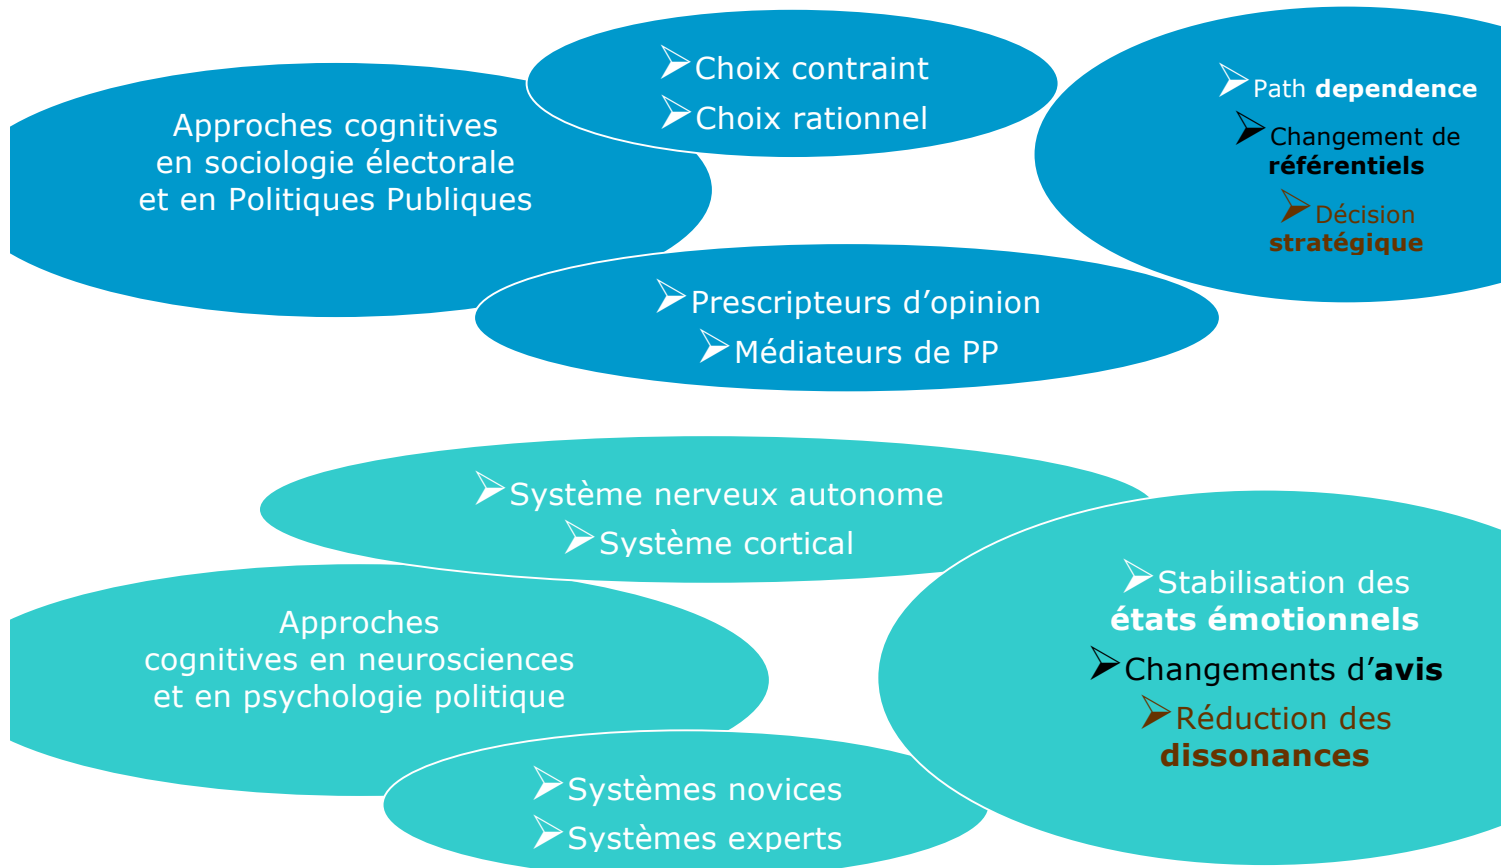 Approches cognitives
en sociologie électorale
et en Politiques Publiques
Choix contraint
Choix rationnel
Path dependence
Changement de
référentiels
Décision
stratégique
Prescripteurs d’opinion
Médiateurs de PP
Système nerveux autonome
Système cortical
Approches
cognitives en neurosciences
et en psychologie politique
Stabilisation des
états émotionnels
Changements d’avis
Réduction des
dissonances
Systèmes novices
Systèmes experts